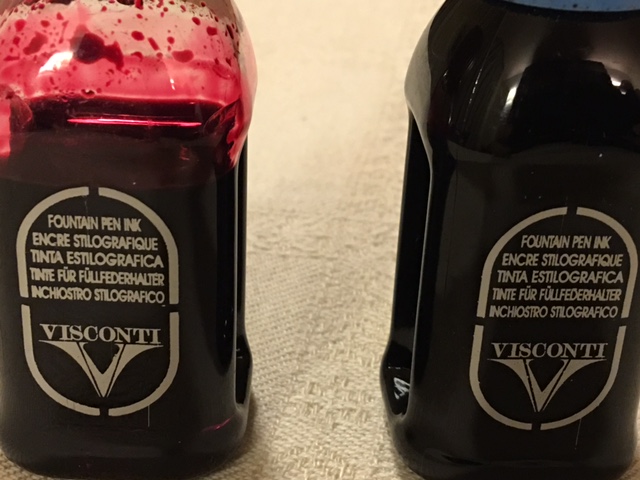 FOUNTAIN PEN INK
ENCRE STILOGRAFIQUE
TINTA ESTILOGRAFICA
TINTE FÜR FÜLLFEDERHALTER
INCHIOSTRO STILOGRAFICO
VISCONTI
FOUNTAIN PEN INK
ENCRE STILOGRAFIQUE
TINTA ESTILOGRAFICA
TINTE FÜR FÜLLFEDERHALTER
INCHIOSTRO STILOGRAFICO
VISCONTI